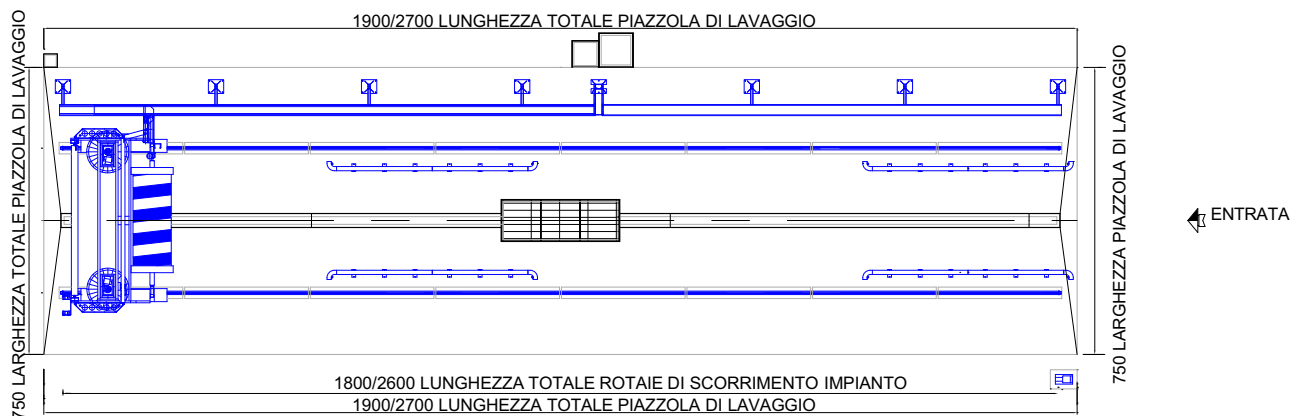 1900/2700 LUNGHEZZA TOTALE PIAZZOLA DI LAVAGGIO
750 LARGHEZZA TOTALE PIAZZOLA DI LAVAGGIO
750 LARGHEZZA PIAZZOLA DI LAVAGGIO
ENTRATA
1800/2600 LUNGHEZZA TOTALE ROTAIE DI SCORRIMENTO IMPIANTO
1900/2700 LUNGHEZZA TOTALE PIAZZOLA DI LAVAGGIO